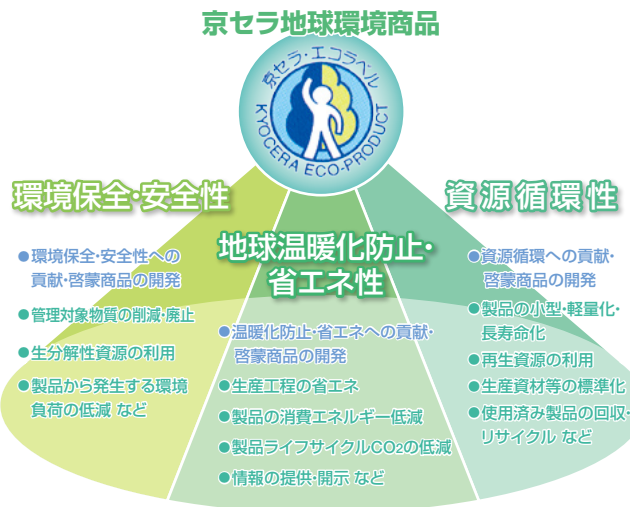 京セラ地球環境商品
京セラ・エコラベル
KYOCERA ECO-PRODUCT
環境保全・安全性
●環境保全・安全性への
貢献・啓蒙商品の開発
●管理対象物質の削減・廃止
●生分解性資源の利用
●製品から発生する環境
負荷の低減 など
地球温暖化防止・
省エネ性
●温暖化防止・省エネへの貢献・
啓蒙商品の開発
●生産工程の省エネ
●製品の消費エネルギー低減
●製品ライフサイクルCO2の低減
●情報の提供・開示 など
資源循環性
●資源循環への貢献・
啓蒙商品の開発
●製品の小型・軽量化・
長寿命化
●再生資源の利用
●生産資材等の標準化
●使用済み製品の回収・
リサイクル など